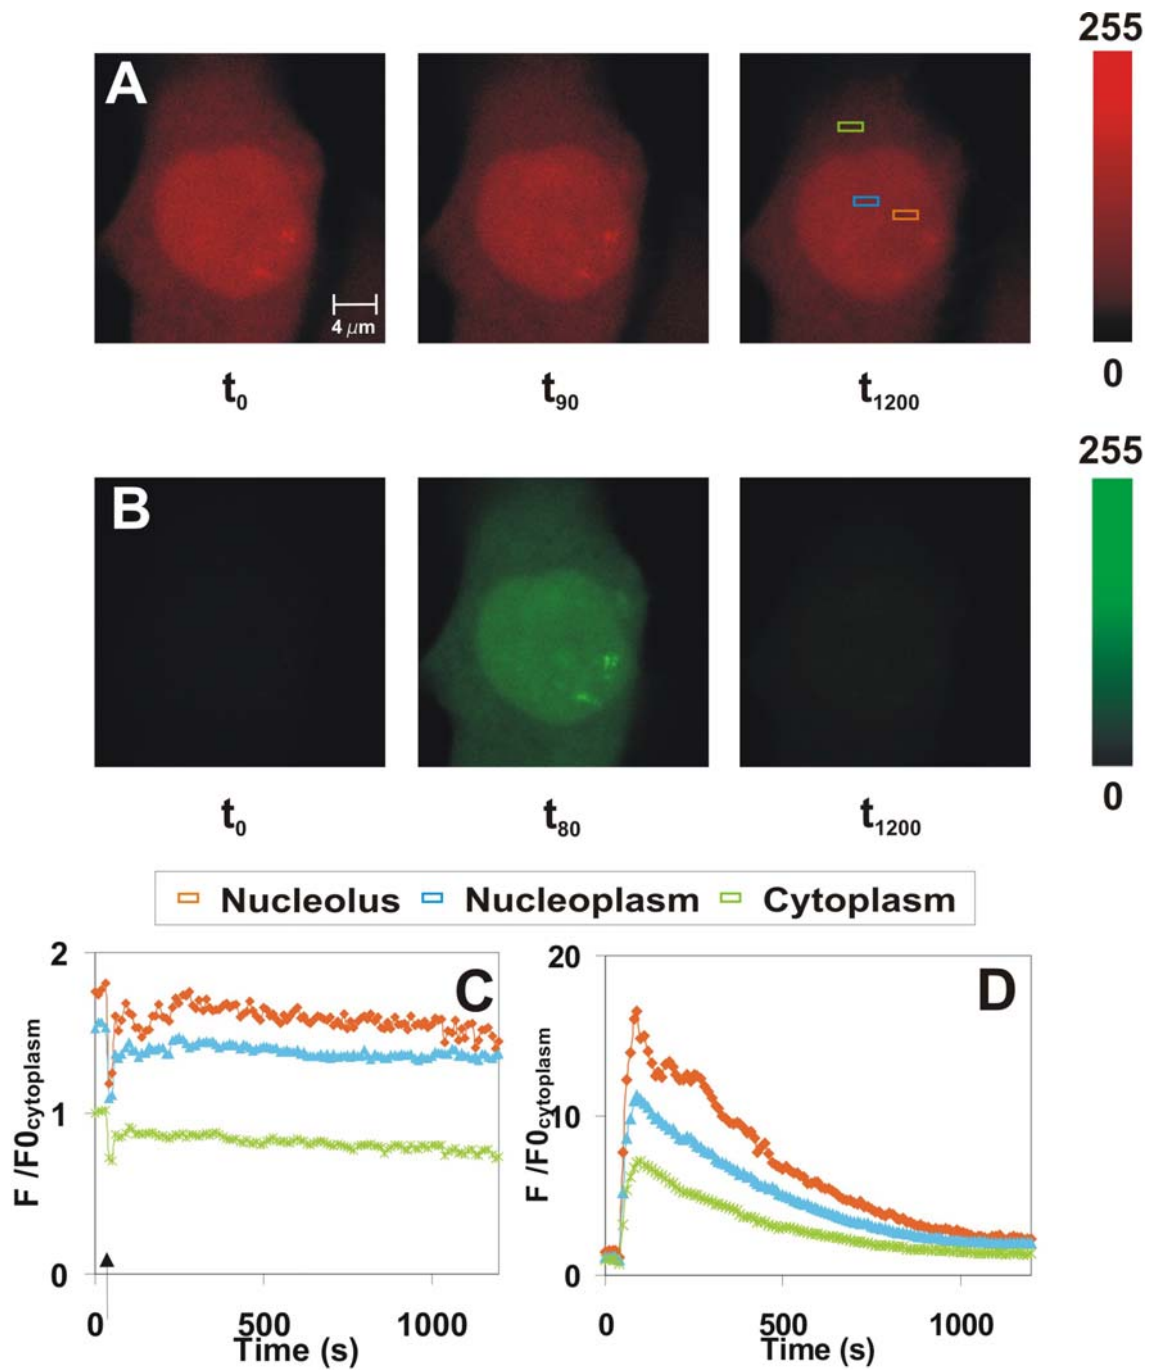 255
A
4 μm
0
t0
t90
t1200
255
B
0
t0
t80
t1200
Nucleolus Nucleoplasm Cytoplasm
2
1
0
F /F0cytoplasm
C
0 500 1000
Time (s)
20
10
0
F /F0cytoplasm
D
0 500 1000
Time (s)